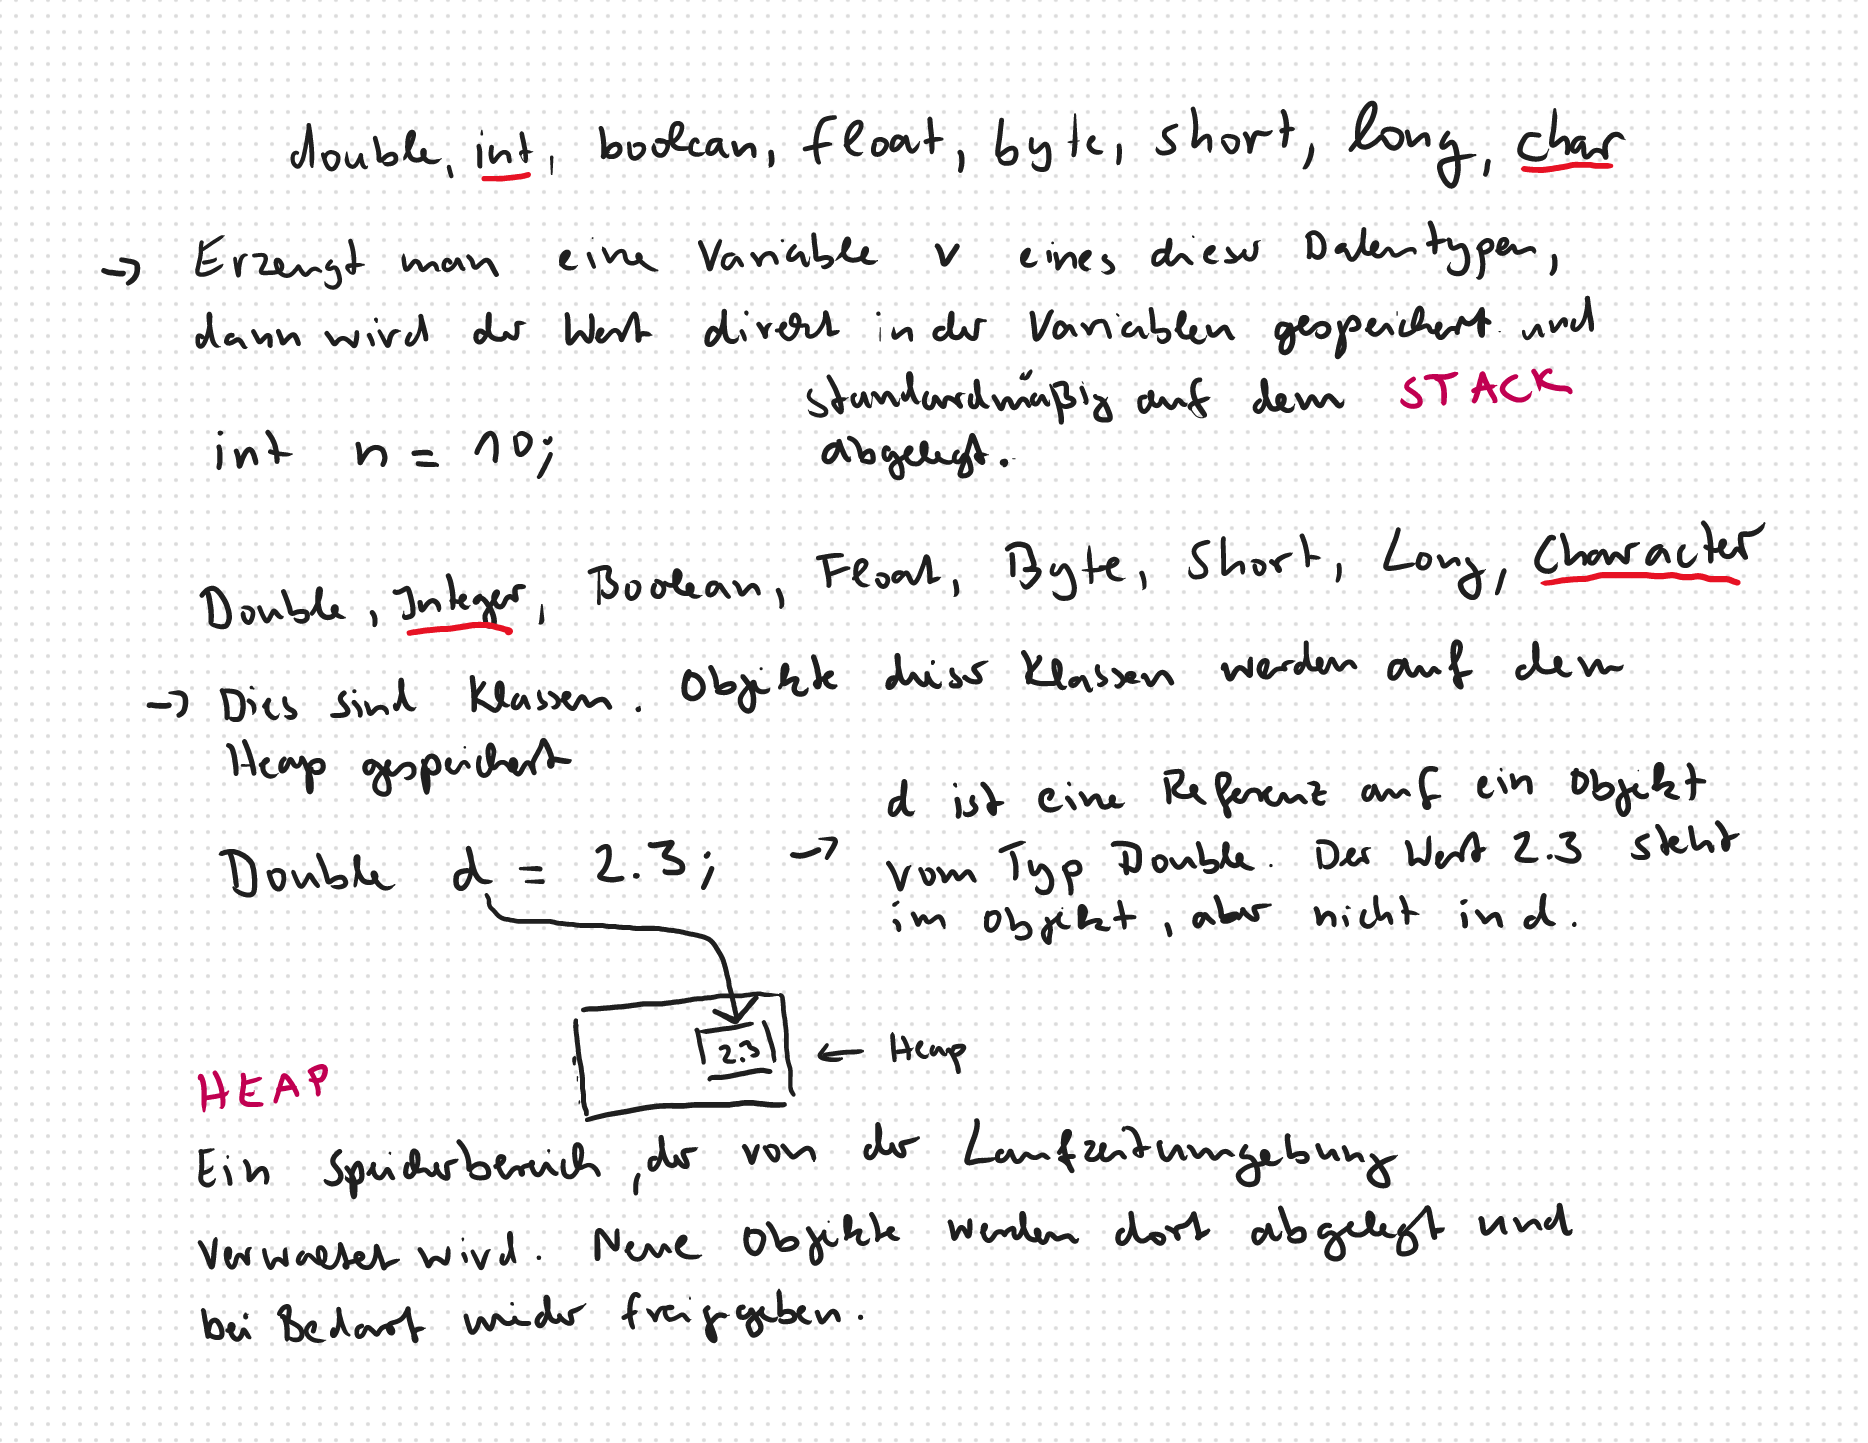 double, int, boolean, float, byte, short, long, char
→ Erzeugt man eine Variable v eines dieser Datentypen,
dann wird der Wert direkt in der Variablen gespeichert und
standardmäßig auf dem STACK
abgelegt.
int n = 10;
Double, Integer, Boolean, Float, Byte, Short, Long, Character
→ Dies sind Klassen. Objekte dieser Klassen werden auf dem
Heap gespeichert
Double d = 2.3; → d ist eine Referenz auf ein Objekt
vom Typ Double. Der Wert 2.3 steht
im Objekt, aber nicht in d.
2.3 ← Heap
HEAP
Ein Speicherbereich, der von der Laufzeitumgebung
verwaltet wird. Neue Objekte werden dort abgelegt und
bei Bedarf wieder freigegeben.